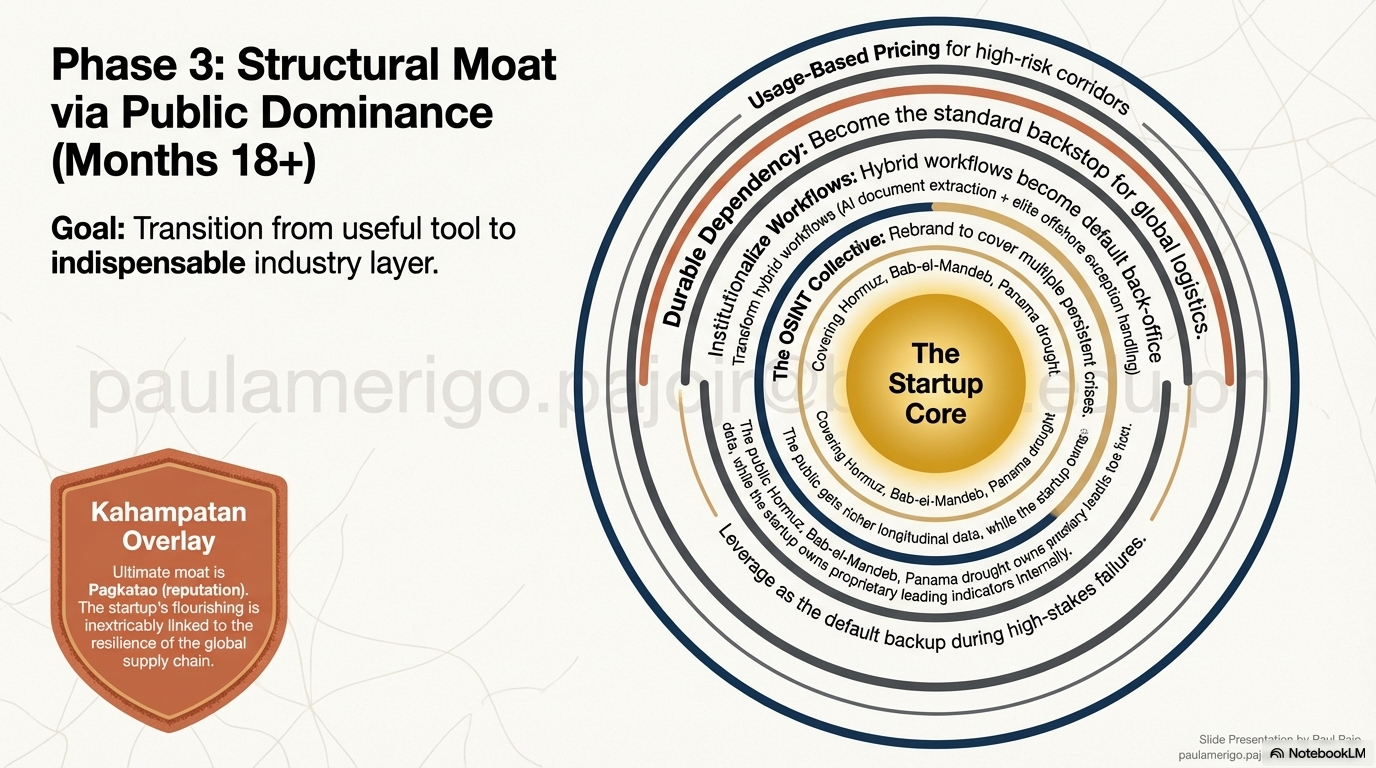 Phase 3: Structural Moat
via Public Dominance
(Months 18+)
Goal: Transition from useful tool to
indispensable industry layer.
Usage-Based Pricing for high-risk corridors
Durable Dependency: Become the standard backstop for global logistics.
Institutionalize Workflows: Hybrid workflows become default back-office
Transform hybrid workflows (AI document extraction + elite offshore exception handling)
The OSINT Collective: Rebrand to cover multiple persistent crises.
Covering Hormuz, Bab-el-Mandeb, Panama drought
The
Startup
Core
Covering Hormuz, Bab-ei-Mandeb, Panama drought
The public gets richer longitudinal data, while the startup owns
The public Hormuz, Bab-el-Mandeb, Panama drought owns
data, while the startup owns proprietary leading indicators internally.
Leverage as the default backup during high-stakes failures.
paulamerigo.pajojr@b .edu.ph
Kahampatan
Overlay
Ultimate moat is
Pagkatao (reputation).
The startup's flourishing is
inextricably linked to the
resilience of the global
supply chain.
Slide Presentation by Paul Pajo
paulamerigo.paj
NotebookLM